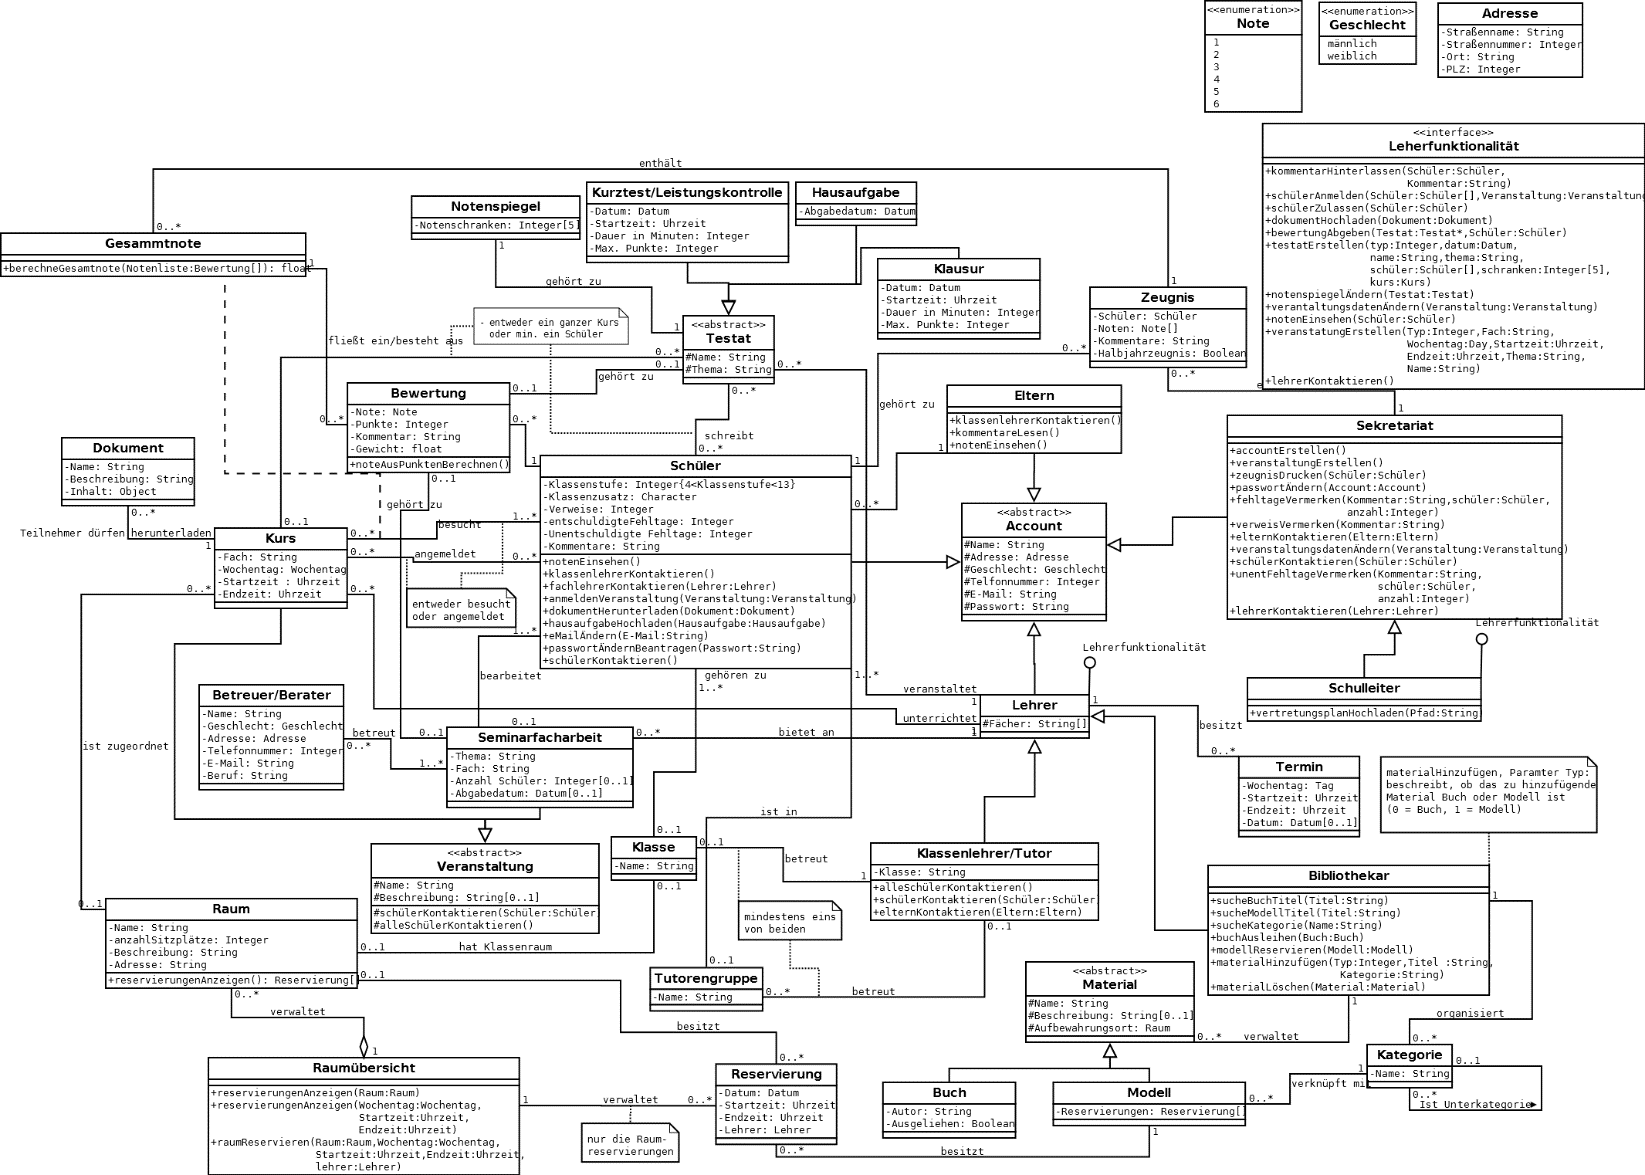 <<enumeration>>
Note
1
2
3
4
5
6
<<enumeration>>
Geschlecht
männlich
weiblich
Adresse
-Straßenname: String
-Straßennummer: Integer
-Ort: String
-PLZ: Integer
<<interface>>
Leherfunktionalität
+kommentarHinterlassen(Schüler:Schüler,
Kommentar:String)
+schülerAnmelden(Schüler:Schüler[],Veranstaltung:Veranstaltung
+schülerZulassen(Schüler:Schüler)
+dokumentHochladen(Dokument:Dokument)
+bewertungAbgeben(Testat:Testat*,Schüler:Schüler)
+testatErstellen(typ:Integer,datum:Datum,
name:String,thema:String,
schüler:Schüler[],schranken:Integer[5],
kurs:Kurs)
+notenspiegelÄndern(Testat:Testat)
+verantaltungsdatenÄndern(Veranstaltung:Veranstaltung)
+notenEinsehen(Schüler:Schüler)
+veranstatungErstellen(Typ:Integer,Fach:String,
Wochentag:Day,Startzeit:Uhrzeit,
Endzeit:Uhrzeit,Thema:String,
Name:String)
+lehrerKontaktieren()
enthält
0..*
1
Gesammtnote
+berechneGesamtnote(Notenliste:Bewertung[]): float
1
Notenspiegel
-Notenschranken: Integer[5]
1
gehört zu
1
Kurztest/Leistungskontrolle
-Datum: Datum
-Startzeit: Uhrzeit
-Dauer in Minuten: Integer
-Max. Punkte: Integer
Hausaufgabe
-Abgabedatum: Datum
Klausur
-Datum: Datum
-Startzeit: Uhrzeit
-Dauer in Minuten: Integer
-Max. Punkte: Integer
Zeugnis
-Schüler: Schüler
-Noten: Note[]
-Kommentare: String
-Halbjahrzeugnis: Boolean
0..*
0..*
1
- entweder ein ganzer Kurs
oder min. ein Schüler
fließt ein/besteht aus
<<abstract>>
Testat
#Name: String
#Thema: String
0..*
0..1
0..*
0..*
gehört zu
schreibt
0..*
Bewertung
-Note: Note
-Punkte: Integer
-Kommentar: String
-Gewicht: float
+noteAusPunktenBerechnen()
0..1
0..*
0..*
0..1
1
gehört zu
Eltern
+klassenlehrerKontaktieren()
+kommentareLesen()
+notenEinsehen()
gehört zu
1
1
0..*
Sekretariat
+accountErstellen()
+veranstaltungErstellen()
+zeugnisDrucken(Schüler:Schüler)
+passwortÄndern(Account:Account)
+fehltageVermerken(Kommentar:String,schüler:Schüler,
anzahl:Integer)
+verweisVermerken(Kommentar:String)
+elternKontaktieren(Eltern:Eltern)
+veranstaltungsdatenÄndern(Veranstaltung:Veranstaltung)
+schülerKontaktieren(Schüler:Schüler)
+unentFehltageVermerken(Kommentar:String,
schüler:Schüler,
anzahl:Integer)
+lehrerKontaktieren(Lehrer:Lehrer)
Dokument
-Name: String
-Beschreibung: String
-Inhalt: Object
0..*
Teilnehmer dürfen herunterladen
1
Kurs
-Fach: String
-Wochentag: Wochentag
-Startzeit : Uhrzeit
-Endzeit: Uhrzeit
0..1
0..*
0..*
0..*
0..*
besucht
1..*
angemeldet
0..*
entweder besucht
oder angemeldet
Schüler
-Klassenstufe: Integer{4<Klassenstufe<13}
-Klassenzusatz: Character
-Verweise: Integer
-entschuldigteFehltage: Integer
-Unentschuldigte Fehltage: Integer
-Kommentare: String
+notenEinsehen()
+klassenlehrerKontaktieren()
+fachlehrerKontaktieren(Lehrer:Lehrer)
+anmeldenVeranstaltung(Veranstaltung:Veranstaltung)
+dokumentHerunterladen(Dokument:Dokument)
+hausaufgabeHochladen(Hausaufgabe:Hausaufgabe)
+eMailÄndern(E-Mail:String)
+passwortÄndernBeantragen(Passwort:String)
+schülerKontaktieren()
1..*
bearbeitet
gehören zu
1..*
1..*
<<abstract>>
Account
#Name: String
#Adresse: Adresse
#Geschlecht: Geschlecht
#Telfonnummer: Integer
#E-Mail: String
#Passwort: String
Lehrerfunktionalität
Lehrerfunktionalität
Schulleiter
+vertretungsplanHochladen(Pfad:String)
Lehrer
#Fächer: String[]
veranstaltet
1
unterrichtet
1
1
bietet an
1
besitzt
0..*
Betreuer/Berater
-Name: String
-Geschlecht: Geschlecht
-Adresse: Adresse
-Telefonnummer: Integer
-E-Mail: String
-Beruf: String
betreut
0..*
1..*
ist zugeordnet
Seminarfacharbeit
-Thema: String
-Fach: String
-Anzahl Schüler: Integer[0..1]
-Abgabedatum: Datum[0..1]
0..1
0..1
0..*
Termin
-Wochentag: Tag
-Startzeit: Uhrzeit
-Endzeit: Uhrzeit
-Datum: Datum[0..1]
materialHinzufügen, Paramter Typ:
beschreibt, ob das zu hinzufügende
Material Buch oder Modell ist
(0 = Buch, 1 = Modell)
ist in
<<abstract>>
Veranstaltung
#Name: String
#Beschreibung: String[0..1]
#schülerKontaktieren(Schüler:Schüler)
#alleSchülerKontaktieren()
Klasse
-Name: String
0..1
0..1
0..1
betreut
1
Klassenlehrer/Tutor
-Klasse: String
+alleSchülerKontaktieren()
+schülerKontaktieren(Schüler:Schüler)
+elternKontaktieren(Eltern:Eltern)
0..1
mindestens eins
von beiden
Bibliothekar
+sucheBuchTitel(Titel:String)
+sucheModellTitel(Titel:String)
+sucheKategorie(Name:String)
+buchAusleihen(Buch:Buch)
+modellReservieren(Modell:Modell)
+materialHinzufügen(Typ:Integer,Titel :String,
Kategorie:String)
+materialLöschen(Material:Material)
1
1
0..1
Raum
-Name: String
-anzahlSitzplätze: Integer
-Beschreibung: String
-Adresse: String
+reservierungenAnzeigen(): Reservierung[]
0..1
hat Klassenraum
0..1
0..*
verwaltet
1
Tutorengruppe
-Name: String
0..1
0..*
betreut
<<abstract>>
Material
#Name: String
#Beschreibung: String[0..1]
#Aufbewahrungsort: Raum
0..*
verwaltet
organisiert
0..*
Kategorie
-Name: String
0..1
0..*
Ist Unterkategorie
1
verknüpft mi
0..*
Raumübersicht
+reservierungenAnzeigen(Raum:Raum)
+reservierungenAnzeigen(Wochentag:Wochentag,
Startzeit:Uhrzeit,
Endzeit:Uhrzeit)
+raumReservieren(Raum:Raum,Wochentag:Wochentag,
Startzeit:Uhrzeit,Endzeit:Uhrzeit,
lehrer:Lehrer)
1
verwaltet
0..*
nur die Raum-
reservierungen
besitzt
0..*
Reservierung
-Datum: Datum
-Startzeit: Uhrzeit
-Endzeit: Uhrzeit
-Lehrer: Lehrer
0..*
besitzt
1
Buch
-Autor: String
-Ausgeliehen: Boolean
Modell
-Reservierungen: Reservierung[]